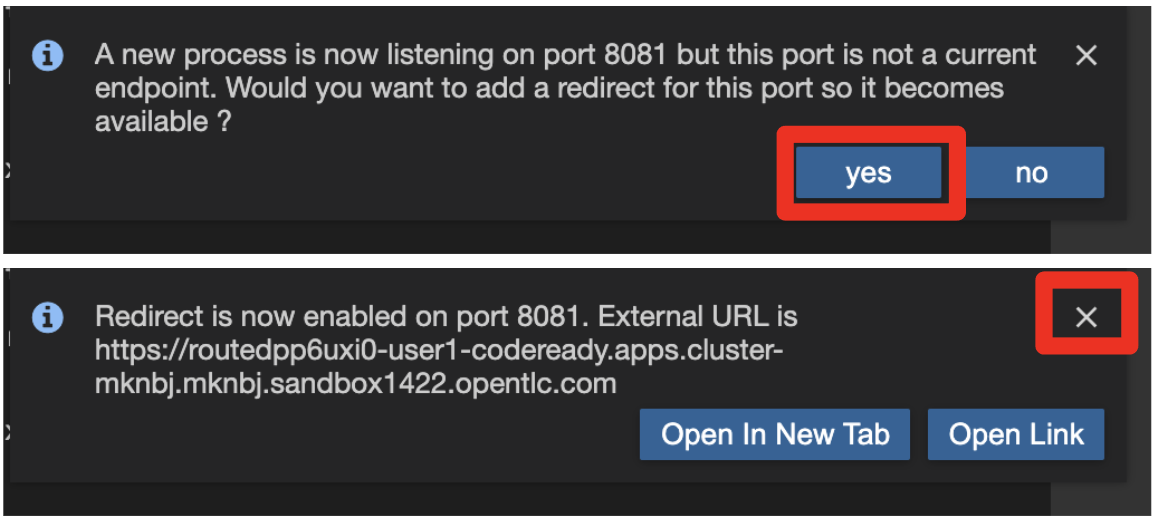 A new process is now listening on port 8081 but this port is not a current
endpoint. Would you want to add a redirect for this port so it becomes
available ?
yes
no
Redirect is now enabled on port 8081. External URL is
https://routedpp6uxi0-user1-codeready.apps.cluster-
mknbj.mknbj.sandbox1422.opentlc.com
Open In New Tab
Open Link